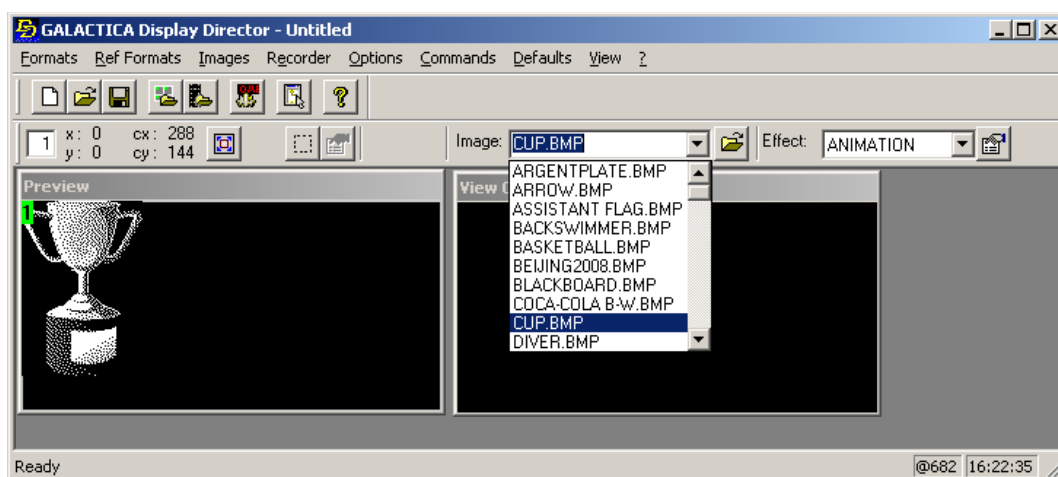 GALACTICA Display Director - Untitled
Formats Ref Formats Images Recorder Options Commands Defaults View ?
1 x: 0 cx: 288 Image: CUP.BMP Effect: ANIMATION
y: 0 cy: 144
Preview View
1
ARGENTPLATE.BMP
ARROW.BMP
ASSISTANT FLAG.BMP
BACKSWIMMER.BMP
BASKETBALL.BMP
BEIJING2008.BMP
BLACKBOARD.BMP
COCA-COLA B-W.BMP
CUP.BMP
DIVER.BMP
Ready @682 16:22:35